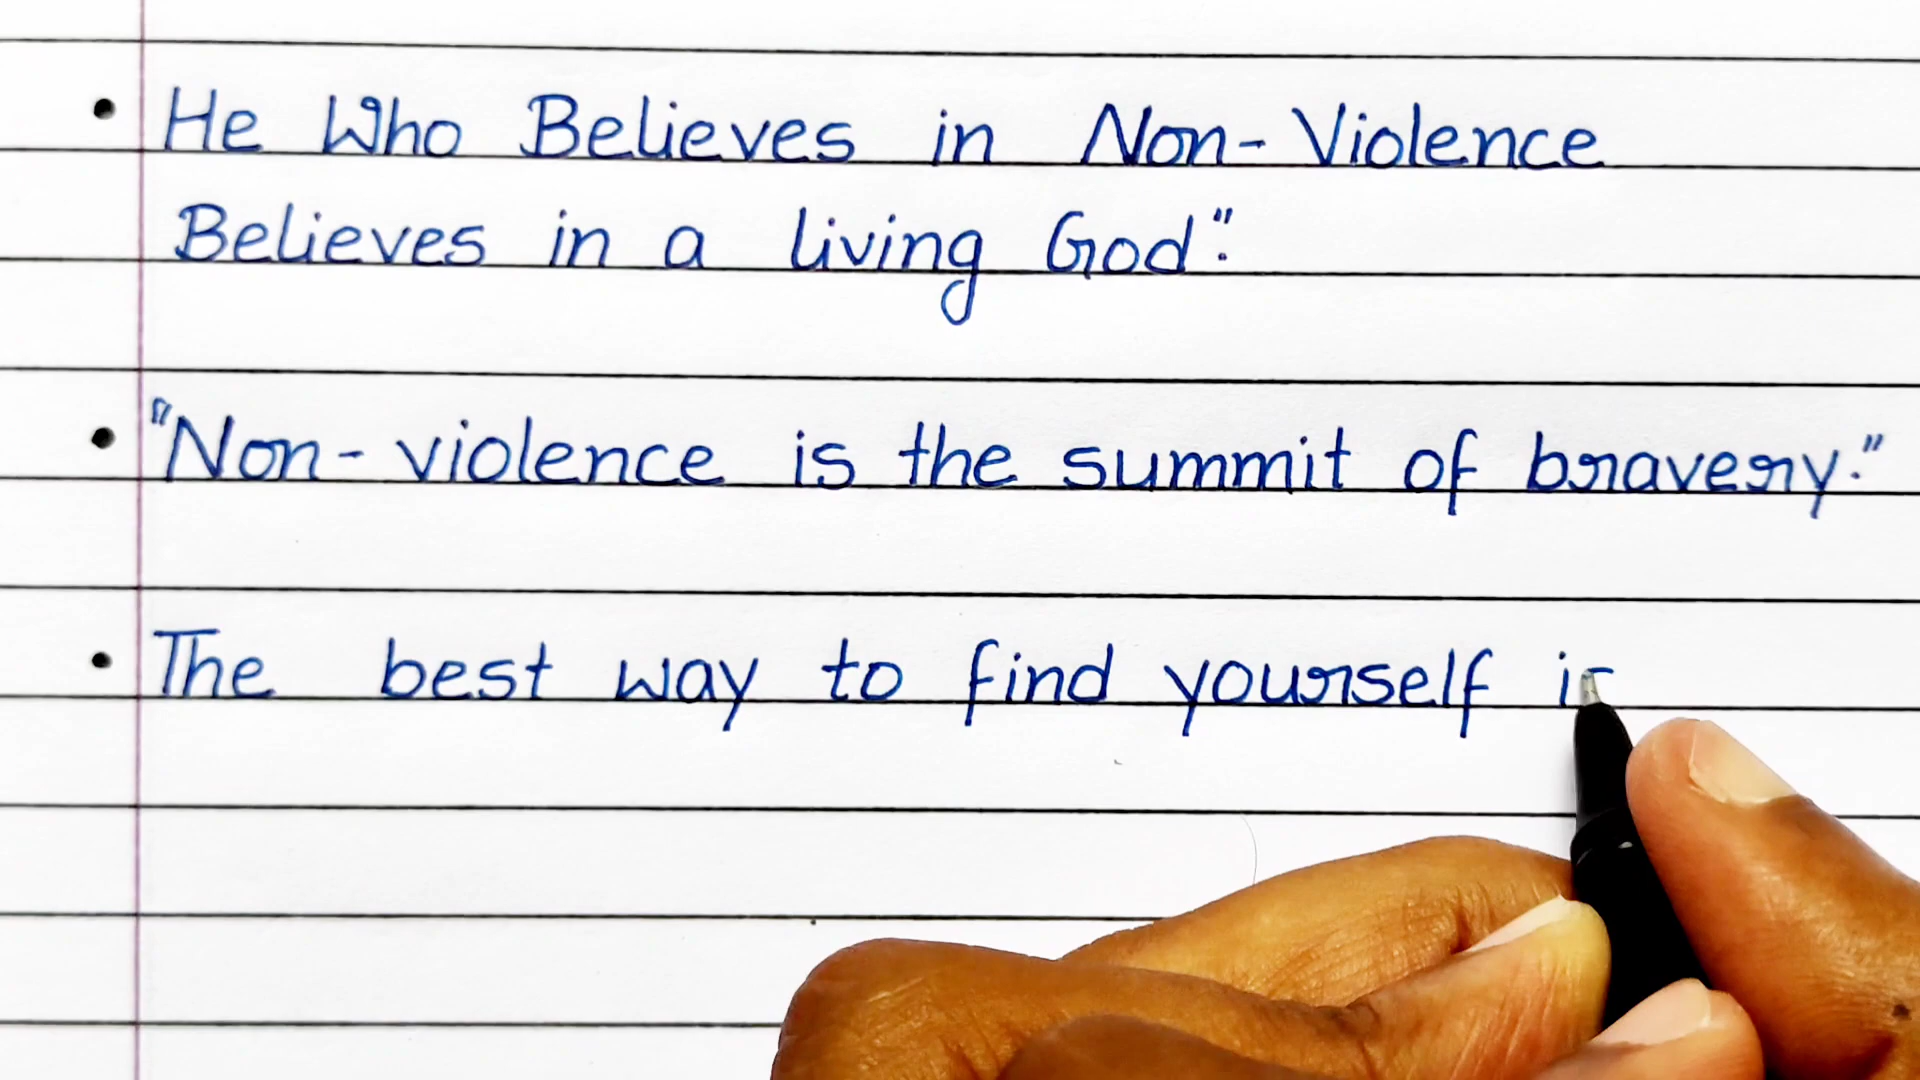 • He Who Believes in Non-Violence
Believes in a living God."
• "Non-violence is the summit of bravery."
• The best way to find yourself is